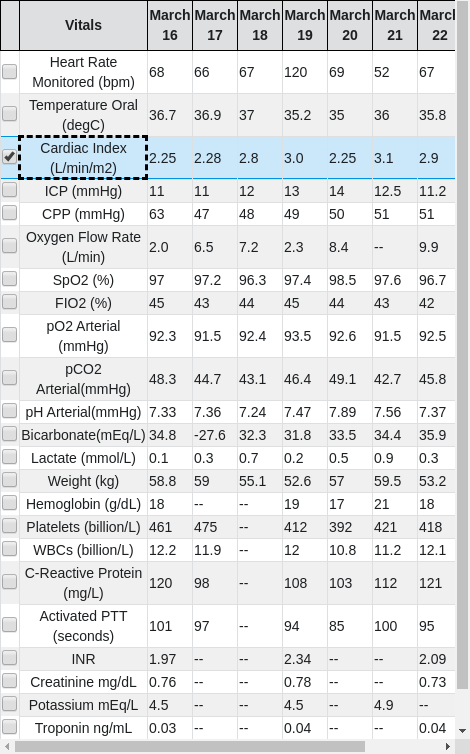 Vitals March 16 March 17 March 18 March 19 March 20 March 21 March 22
Heart Rate Monitored (bpm) 68 66 67 120 69 52 67
Temperature Oral (degC) 36.7 36.9 37 35.2 35 36 35.8
Cardiac Index (L/min/m2) 2.25 2.28 2.8 3.0 2.25 3.1 2.9
ICP (mmHg) 11 11 12 13 14 12.5 11.2
CPP (mmHg) 63 47 48 49 50 51 51
Oxygen Flow Rate (L/min) 2.0 6.5 7.2 2.3 8.4 -- 9.9
SpO2 (%) 97 97.2 96.3 97.4 98.5 97.6 96.7
FIO2 (%) 45 43 44 45 44 43 42
pO2 Arterial (mmHg) 92.3 91.5 92.4 93.5 92.6 91.5 92.5
pCO2 Arterial(mmHg) 48.3 44.7 43.1 46.4 49.1 42.7 45.8
pH Arterial(mmHg) 7.33 7.36 7.24 7.47 7.89 7.56 7.37
Bicarbonate(mEq/L) 34.8 -27.6 32.3 31.8 33.5 34.4 35.9
Lactate (mmol/L) 0.1 0.3 0.7 0.2 0.5 0.9 0.3
Weight (kg) 58.8 59 55.1 52.6 57 59.5 53.2
Hemoglobin (g/dL) 18 -- -- 19 17 21 18
Platelets (billion/L) 461 475 -- 412 392 421 418
WBCs (billion/L) 12.2 11.9 -- 12 10.8 11.2 12.1
C-Reactive Protein (mg/L) 120 98 -- 108 103 112 121
Activated PTT (seconds) 101 97 -- 94 85 100 95
INR 1.97 -- -- 2.34 -- -- 2.09
Creatinine mg/dL 0.76 -- -- 0.78 -- -- 0.73
Potassium mEq/L 4.5 -- -- 4.5 -- 4.9 --
Troponin ng/mL 0.03 -- -- 0.04 -- -- 0.04